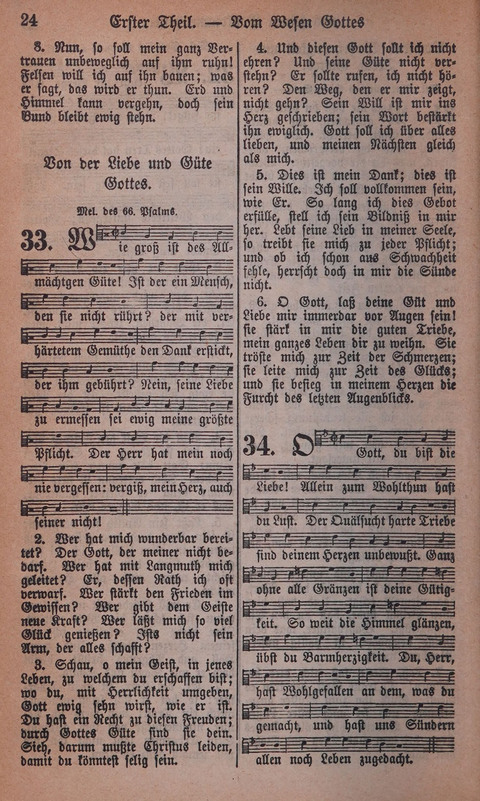 24
Erster Theil. — Vom Wesen Gottes
3. Nun, so soll mein ganz Ver-
trauen unbeweglich auf ihm ruhn!
Felsen will ich auf ihn bauen; was
er sagt, das wird er thun. Erd und
Himmel kann vergehn, doch sein
Bund bleibt ewig stehn.
Von der Liebe und Güte
Gottes.
Mel. des 66. Psalms.
33. Wie groß ist des All-
mächtgen Güte! Ist der ein Mensch,
den sie nicht rührt? der mit ver-
härtetem Gemüthe den Dank erstickt,
der ihm gebührt? Nein, seine Liebe
zu ermessen sei ewig meine größte
Pflicht. Der Herr hat mein noch
nie vergessen: vergiß, mein Herz, auch
seiner nicht!
2. Wer hat mich wunderbar berei-
tet? Der Gott, der meiner nicht be-
darf. Wer hat mit Langmuth mich
geleitet? Er, dessen Rath ich oft
verwarf. Wer stärkt den Frieden im
Gewissen? Wer gibt dem Geiste
neue Kraft? Wer läßt mich so viel
Glück genießen? Ists nicht sein
Arm, der alles schafft?
3. Schau, o mein Geist, in jenes
Leben, zu welchem du erschaffen bist;
wo du, mit Herrlichkeit umgeben,
Gott ewig sehn wirst, wie er ist.
Du hast ein Recht zu diesen Freuden;
durch Gottes Güte sind sie dein.
Sieh, darum mußte Christus leiden,
damit du könntest selig sein.
4. Und diesen Gott sollt ich nicht
ehren? Und seine Güte nicht ver-
stehn? Er sollte rufen, ich nicht hö-
ren? Den Weg, den er mir zeigt,
nicht gehn? Sein Will ist mir ins
Herz geschrieben; sein Wort bestärkt
ihn ewiglich. Gott soll ich über alles
lieben, und meinen Nächsten gleich
als mich.
5. Dies ist mein Dank; dies ist
sein Wille. Ich soll vollkommen sein,
wie Er. So lang ich dies Gebot
erfülle, stell ich sein Bildniß in mir
her. Lebt seine Lieb in meiner Seele,
so treibt sie mich zu jeder Pflicht;
und ob ich schon aus Schwachheit
fehle, herrscht doch in mir die Sünde
nicht.
6. O Gott, laß deine Güt und
Liebe mir immerdar vor Augen sein!
sie stärk in mir die guten Triebe,
mein ganzes Leben dir zu weihn. Sie
tröste mich zur Zeit der Schmerzen;
sie leite mich zur Zeit des Glücks;
und sie besieg in meinem Herzen die
Furcht des letzten Augenblicks.
34. O Gott, du bist die
Liebe! Allein zum Wohlthun hast
du Lust. Der Quälsucht harte Triebe
sind deinem Herzen unbewußt. Ganz
ohne alle Gränzen ist deine Gütig-
keit. So weit die Himmel glänzen,
übst du Barmherzigkeit. Du, Herr,
hast Wohlgefallen an dem, was du
gemacht, und hast uns Sündern
allen noch Leben zugedacht.